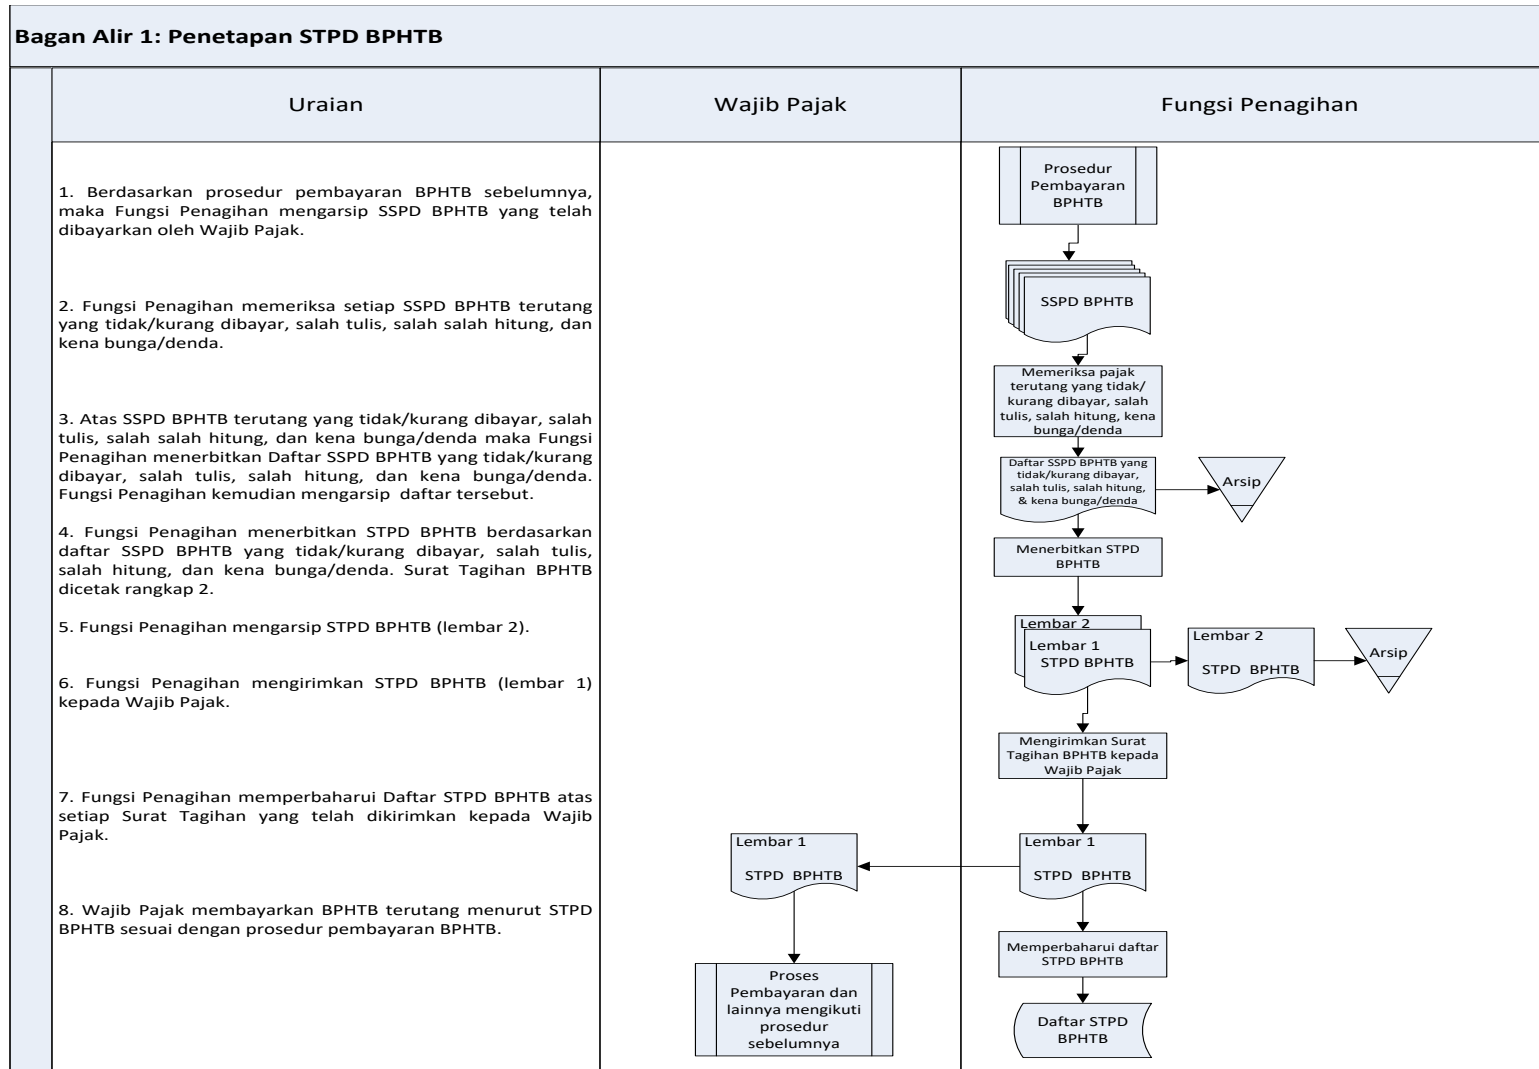 Bagan Alir 1: Penetapan STPD BPHTB
Uraian
Wajib Pajak
Fungsi Penagihan
1. Berdasarkan prosedur pembayaran BPHTB sebelumnya,
maka Fungsi Penagihan mengarsip SSPD BPHTB yang telah
dibayarkan oleh Wajib Pajak.
2. Fungsi Penagihan memeriksa setiap SSPD BPHTB terutang
yang tidak/kurang dibayar, salah tulis, salah salah hitung, dan
kena bunga/denda.
3. Atas SSPD BPHTB terutang yang tidak/kurang dibayar, salah
tulis, salah salah hitung, dan kena bunga/denda maka Fungsi
Penagihan menerbitkan Daftar SSPD BPHTB yang tidak/kurang
dibayar, salah tulis, salah hitung, dan kena bunga/denda.
Fungsi Penagihan kemudian mengarsip daftar tersebut.
4. Fungsi Penagihan menerbitkan STPD BPHTB berdasarkan
daftar SSPD BPHTB yang tidak/kurang dibayar, salah tulis,
salah hitung, dan kena bunga/denda. Surat Tagihan BPHTB
dicetak rangkap 2.
5. Fungsi Penagihan mengarsip STPD BPHTB (lembar 2).
6. Fungsi Penagihan mengirimkan STPD BPHTB (lembar 1)
kepada Wajib Pajak.
7. Fungsi Penagihan memperbaharui Daftar STPD BPHTB atas
setiap Surat Tagihan yang telah dikirimkan kepada Wajib
Pajak.
8. Wajib Pajak membayarkan BPHTB terutang menurut STPD
BPHTB sesuai dengan prosedur pembayaran BPHTB.
Lembar 1
STPD BPHTB
Proses
Pembayaran dan
lainnya mengikuti
prosedur
sebelumnya
Prosedur
Pembayaran
BPHTB
SSPD BPHTB
Memeriksa pajak
terutang yang tidak/
kurang dibayar, salah
tulis, salah hitung, kena
bunga/denda
Daftar SSPD BPHTB yang
tidak/kurang dibayar,
salah tulis, salah hitung,
& kena bunga/denda
Arsip
Menerbitkan STPD
BPHTB
Lembar 2
Lembar 1
STPD BPHTB
Lembar 2
STPD BPHTB
Arsip
Mengirimkan Surat
Tagihan BPHTB kepada
Wajib Pajak
Lembar 1
STPD BPHTB
Memperbaharui daftar
STPD BPHTB
Daftar STPD
BPHTB